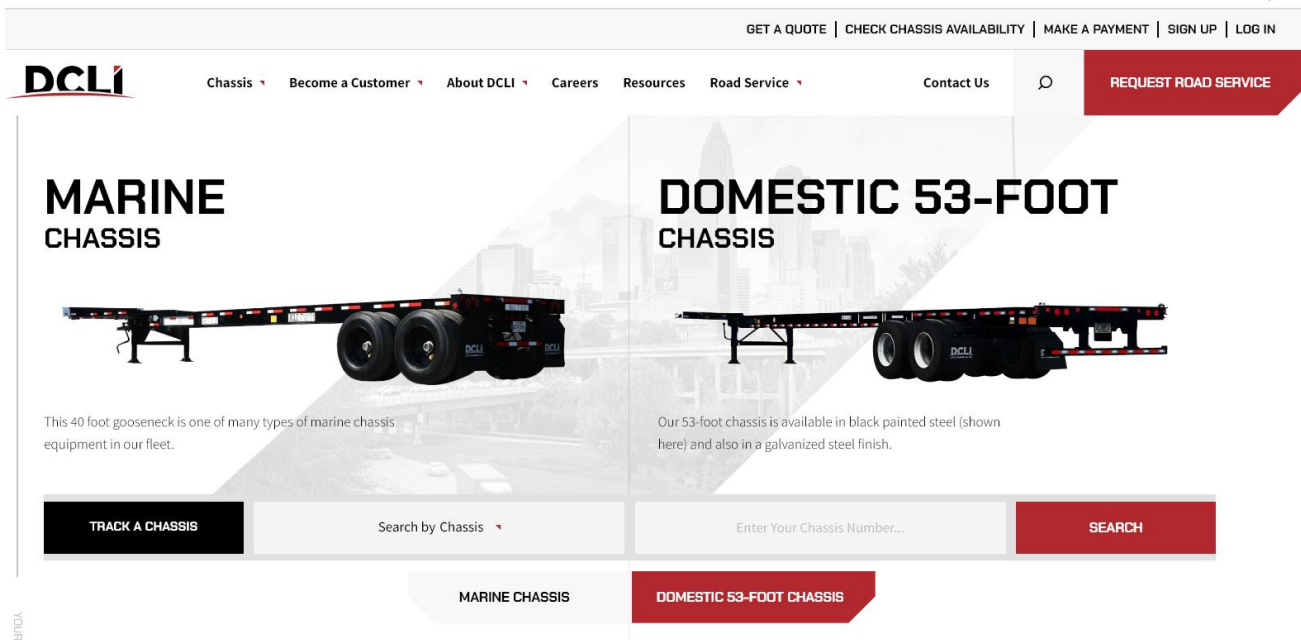 GET A QUOTE | CHECK CHASSIS AVAILABILITY | MAKE A PAYMENT | SIGN UP | LOG IN
DCLI
Chassis Become a Customer About DCLI Careers Resources Road Service Contact Us REQUEST ROAD SERVICE
MARINE
CHASSIS
DOMESTIC 53-FOOT
CHASSIS
DCLI
DCLI
DCLI
This 40 foot gooseneck is one of many types of marine chassis
equipment in our fleet.
Our 53-foot chassis is available in black painted steel (shown
here) and also in a galvanized steel finish.
TRACK A CHASSIS
Search by Chassis
Enter Your Chassis Number...
SEARCH
MARINE CHASSIS
DOMESTIC 53-FOOT CHASSIS
YOUR